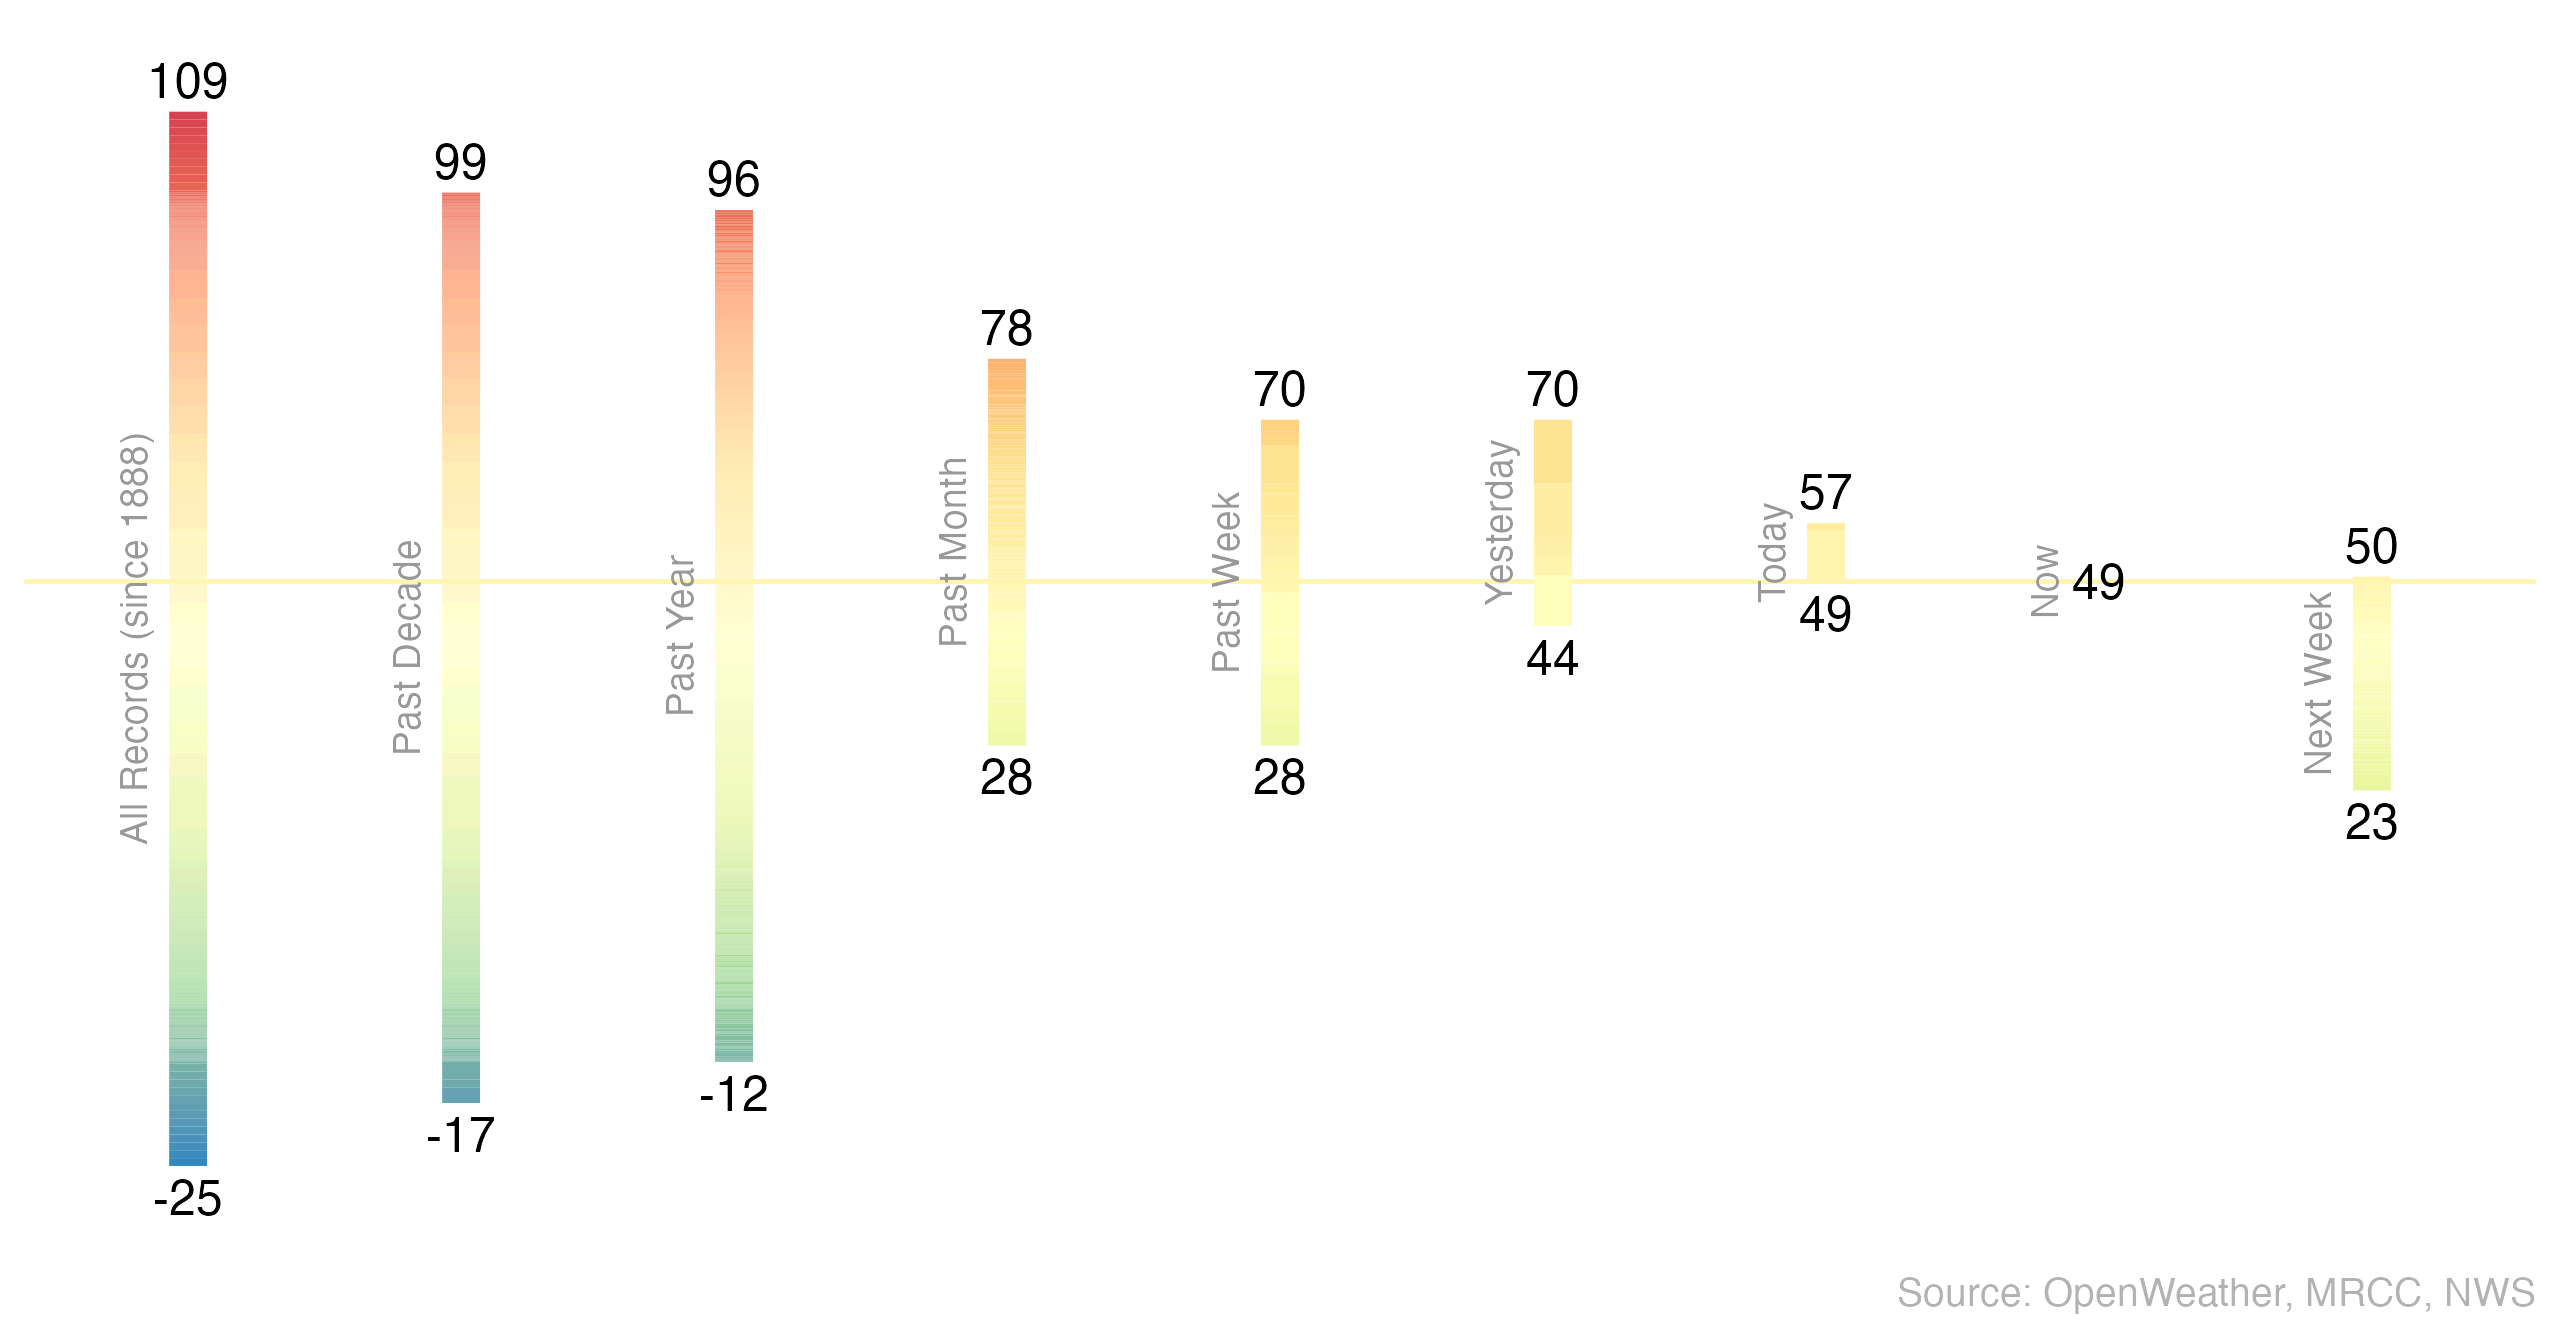 109
All Records (since 1888)
-25
99
Past Decade
-17
96
Past Year
-12
78
Past Month
28
70
Past Week
28
70
Yesterday
44
57
Today
49
Now
49
50
Next Week
23
Source: OpenWeather, MRCC, NWS